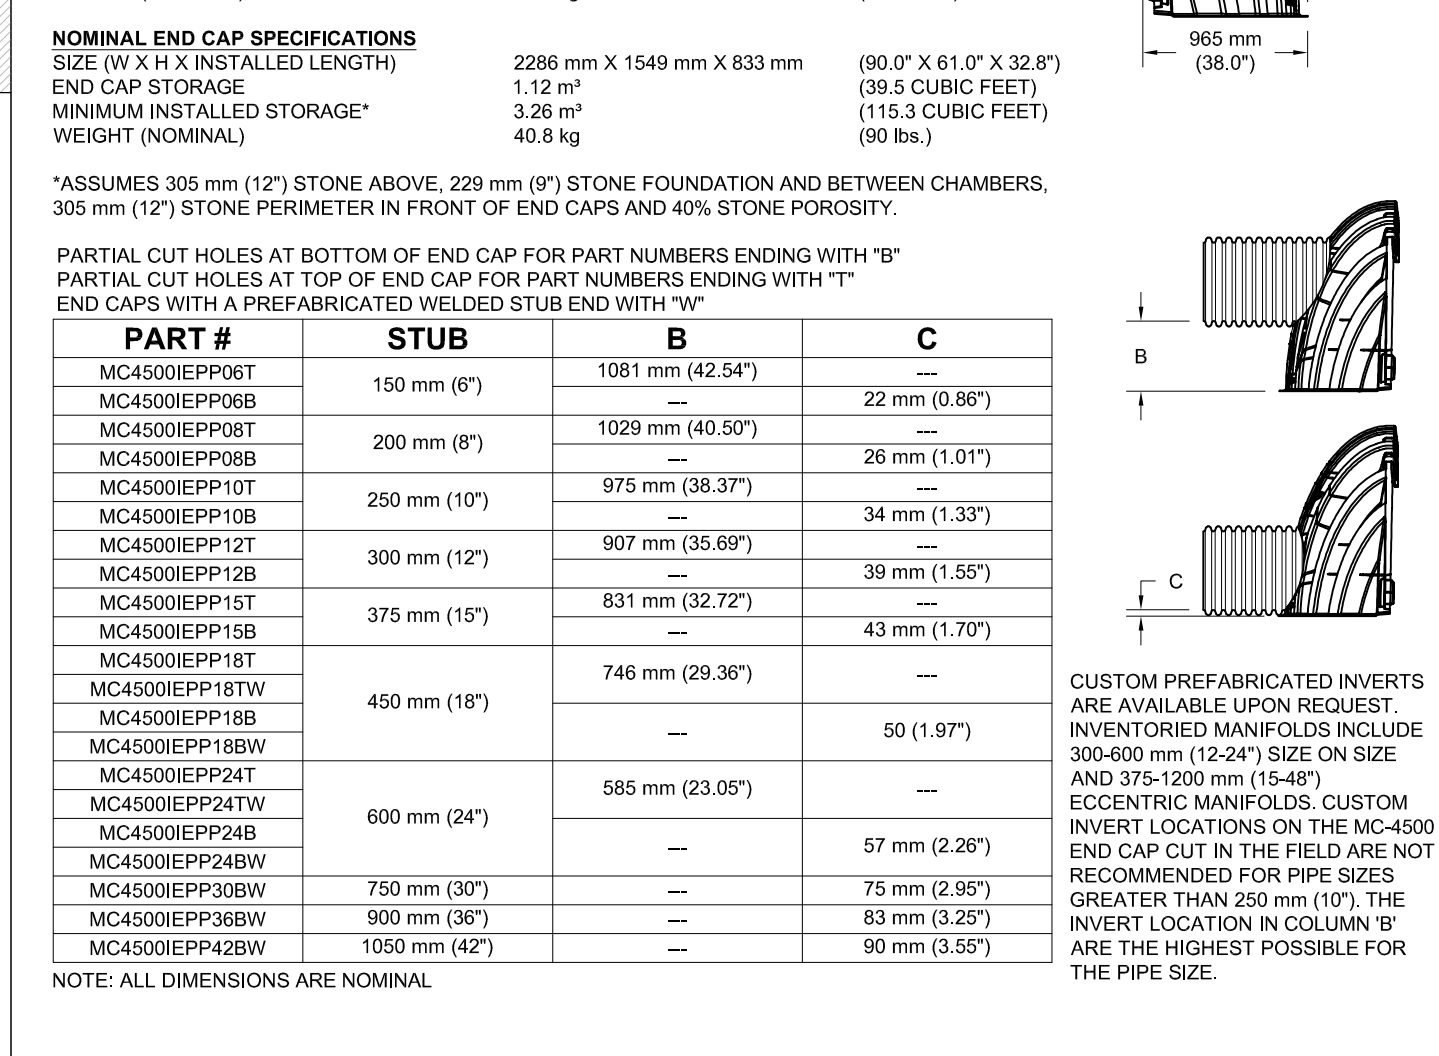 NOMINAL END CAP SPECIFICATIONS
SIZE (W X H X INSTALLED LENGTH) 2286 mm X 1549 mm X 833 mm (90.0" X 61.0" X 32.8")
END CAP STORAGE 1.12 m³ (39.5 CUBIC FEET)
MINIMUM INSTALLED STORAGE* 3.26 m³ (115.3 CUBIC FEET)
WEIGHT (NOMINAL) 40.8 kg (90 lbs.)
*ASSUMES 305 mm (12") STONE ABOVE, 229 mm (9") STONE FOUNDATION AND BETWEEN CHAMBERS,
305 mm (12") STONE PERIMETER IN FRONT OF END CAPS AND 40% STONE POROSITY.
PARTIAL CUT HOLES AT BOTTOM OF END CAP FOR PART NUMBERS ENDING WITH "B"
PARTIAL CUT HOLES AT TOP OF END CAP FOR PART NUMBERS ENDING WITH "T"
END CAPS WITH A PREFABRICATED WELDED STUB END WITH "W"
PART # STUB B C
MC4500IEPP06T 150 mm (6") 1081 mm (42.54") ---
MC4500IEPP06B --- 22 mm (0.86")
MC4500IEPP08T 200 mm (8") 1029 mm (40.50") ---
MC4500IEPP08B --- 26 mm (1.01")
MC4500IEPP10T 250 mm (10") 975 mm (38.37") ---
MC4500IEPP10B --- 34 mm (1.33")
MC4500IEPP12T 300 mm (12") 907 mm (35.69") ---
MC4500IEPP12B --- 39 mm (1.55")
MC4500IEPP15T 375 mm (15") 831 mm (32.72") ---
MC4500IEPP15B --- 43 mm (1.70")
MC4500IEPP18T 450 mm (18") 746 mm (29.36") ---
MC4500IEPP18TW
MC4500IEPP18B --- 50 (1.97")
MC4500IEPP18BW
MC4500IEPP24T 600 mm (24") 585 mm (23.05") ---
MC4500IEPP24TW
MC4500IEPP24B --- 57 mm (2.26")
MC4500IEPP24BW
MC4500IEPP30BW 750 mm (30") --- 75 mm (2.95")
MC4500IEPP36BW 900 mm (36") --- 83 mm (3.25")
MC4500IEPP42BW 1050 mm (42") --- 90 mm (3.55")
NOTE: ALL DIMENSIONS ARE NOMINAL
965 mm
(38.0")
B
C
CUSTOM PREFABRICATED INVERTS
ARE AVAILABLE UPON REQUEST.
INVENTORIED MANIFOLDS INCLUDE
300-600 mm (12-24") SIZE ON SIZE
AND 375-1200 mm (15-48")
ECCENTRIC MANIFOLDS. CUSTOM
INVERT LOCATIONS ON THE MC-4500
END CAP CUT IN THE FIELD ARE NOT
RECOMMENDED FOR PIPE SIZES
GREATER THAN 250 mm (10"). THE
INVERT LOCATION IN COLUMN 'B'
ARE THE HIGHEST POSSIBLE FOR
THE PIPE SIZE.